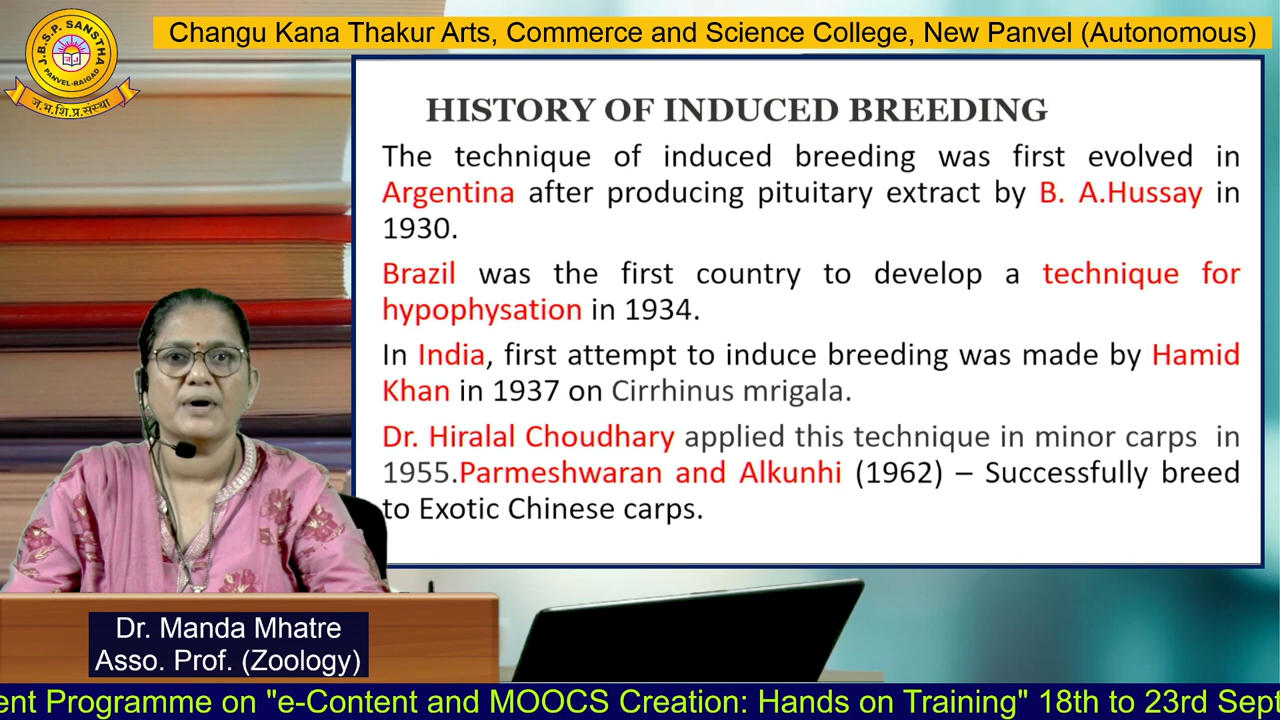 J.B.S.P. SANSTHA
PANVEL-RAIGAD
ज.भ.शि.प्र.संस्था
Changu Kana Thakur Arts, Commerce and Science College, New Panvel (Autonomous)
HISTORY OF INDUCED BREEDING
The technique of induced breeding was first evolved in
Argentina after producing pituitary extract by B. A.Hussay in
1930.
Brazil was the first country to develop a technique for
hypophysation in 1934.
In India, first attempt to induce breeding was made by Hamid
Khan in 1937 on Cirrhinus mrigala.
Dr. Hiralal Choudhary applied this technique in minor carps in
1955.Parmeshwaran and Alkunhi (1962) – Successfully breed
to Exotic Chinese carps.
Dr. Manda Mhatre
Asso. Prof. (Zoology)
ent Programme on "e-Content and MOOCS Creation: Hands on Training" 18th to 23rd Sept